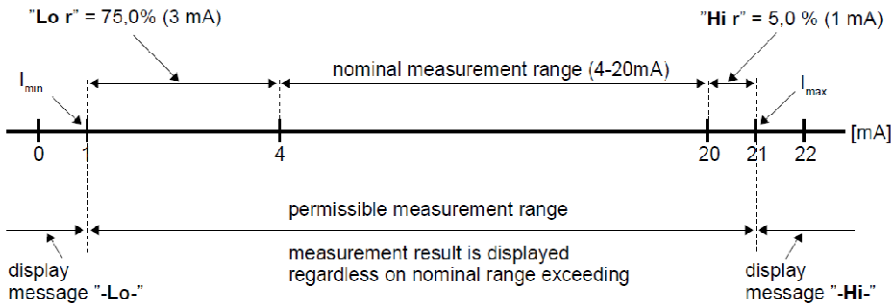 "Lo r" = 75,0% (3 mA)
"Hi r" = 5,0 % (1 mA)
I min
nominal measurement range (4-20mA)
I max
[mA]
0 1 4 20 21 22
permissible measurement range
measurement result is displayed
regardless on nominal range exceeding
display
message "-Lo-"
display
message "-Hi-"